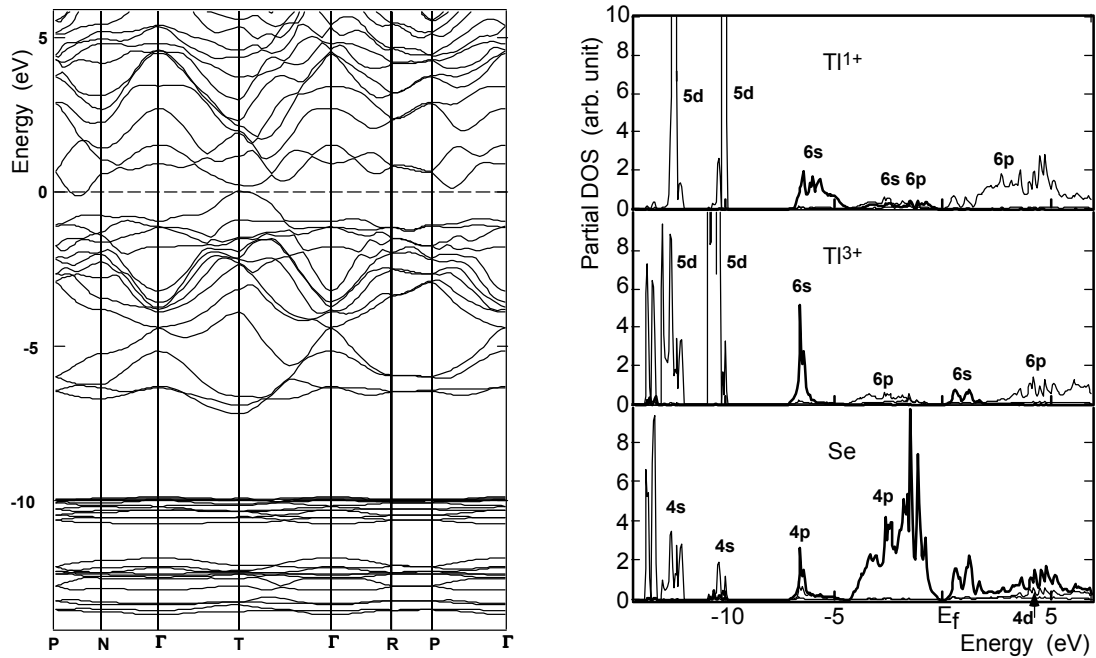 Energy (eV)
5
0
-5
-10
P N Γ T Γ R P Γ
Partial DOS (arb. unit)
10
8
6
4
2
0
Tl1+
5d
5d
6s
6s 6p
6p
8
6
4
2
0
Tl3+
5d
5d
6s
6p
6s
6p
8
6
4
2
0
Se
4s
4s
4p
4p
4d
-10 -5 Ef 5
Energy (eV)